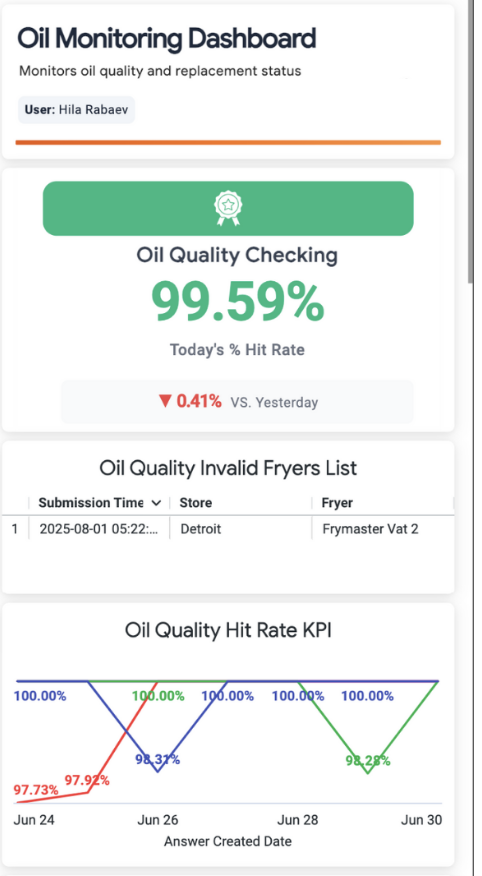 Oil Monitoring Dashboard
Monitors oil quality and replacement status
User: Hila Rabaev
Oil Quality Checking
99.59%
Today's % Hit Rate
▼ 0.41% VS. Yesterday
Oil Quality Invalid Fryers List
Submission Time Store Fryer
1 2025-08-01 05:22:... Detroit Frymaster Vat 2
Oil Quality Hit Rate KPI
100.00% 100.00% 100.00% 100.00% 100.00%
98.31% 98.28%
97.73% 97.92%
Jun 24 Jun 26 Jun 28 Jun 30
Answer Created Date